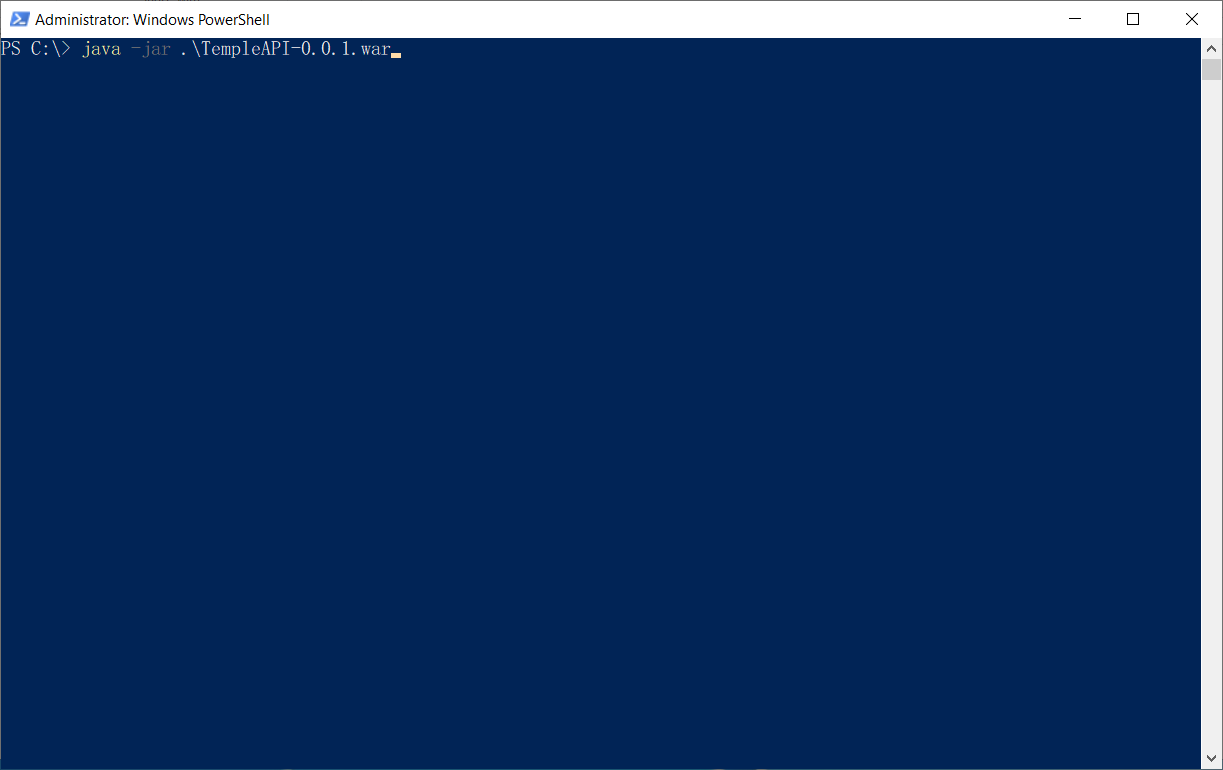 Administrator: Windows PowerShell
PS C:\> java -jar .\TempleAPI-0.0.1.war